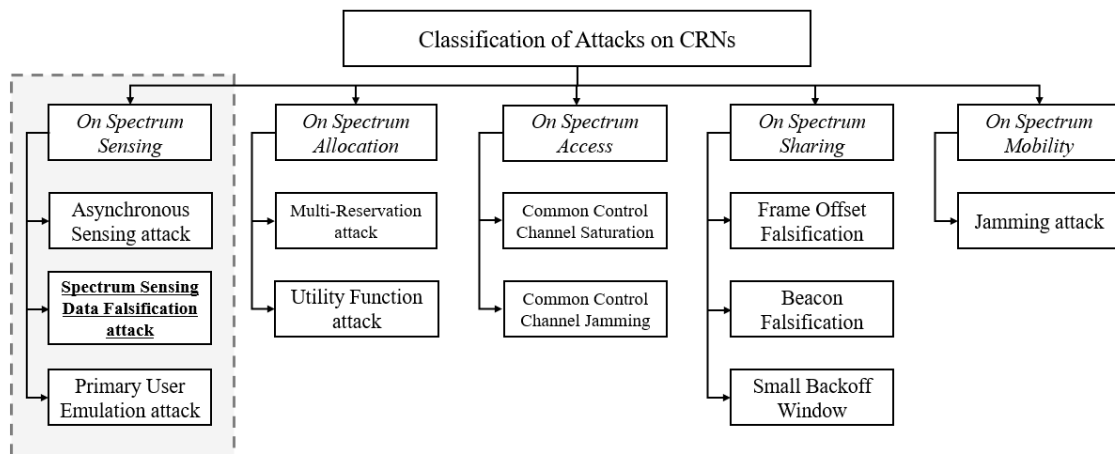 Classification of Attacks on CRNs
On Spectrum
Sensing
On Spectrum
Allocation
On Spectrum
Access
On Spectrum
Sharing
On Spectrum
Mobility
Asynchronous
Sensing attack
Spectrum Sensing
Data Falsification
attack
Primary User
Emulation attack
Multi-Reservation
attack
Utility Function
attack
Common Control
Channel Saturation
Common Control
Channel Jamming
Frame Offset
Falsification
Beacon
Falsification
Small Backoff
Window
Jamming attack